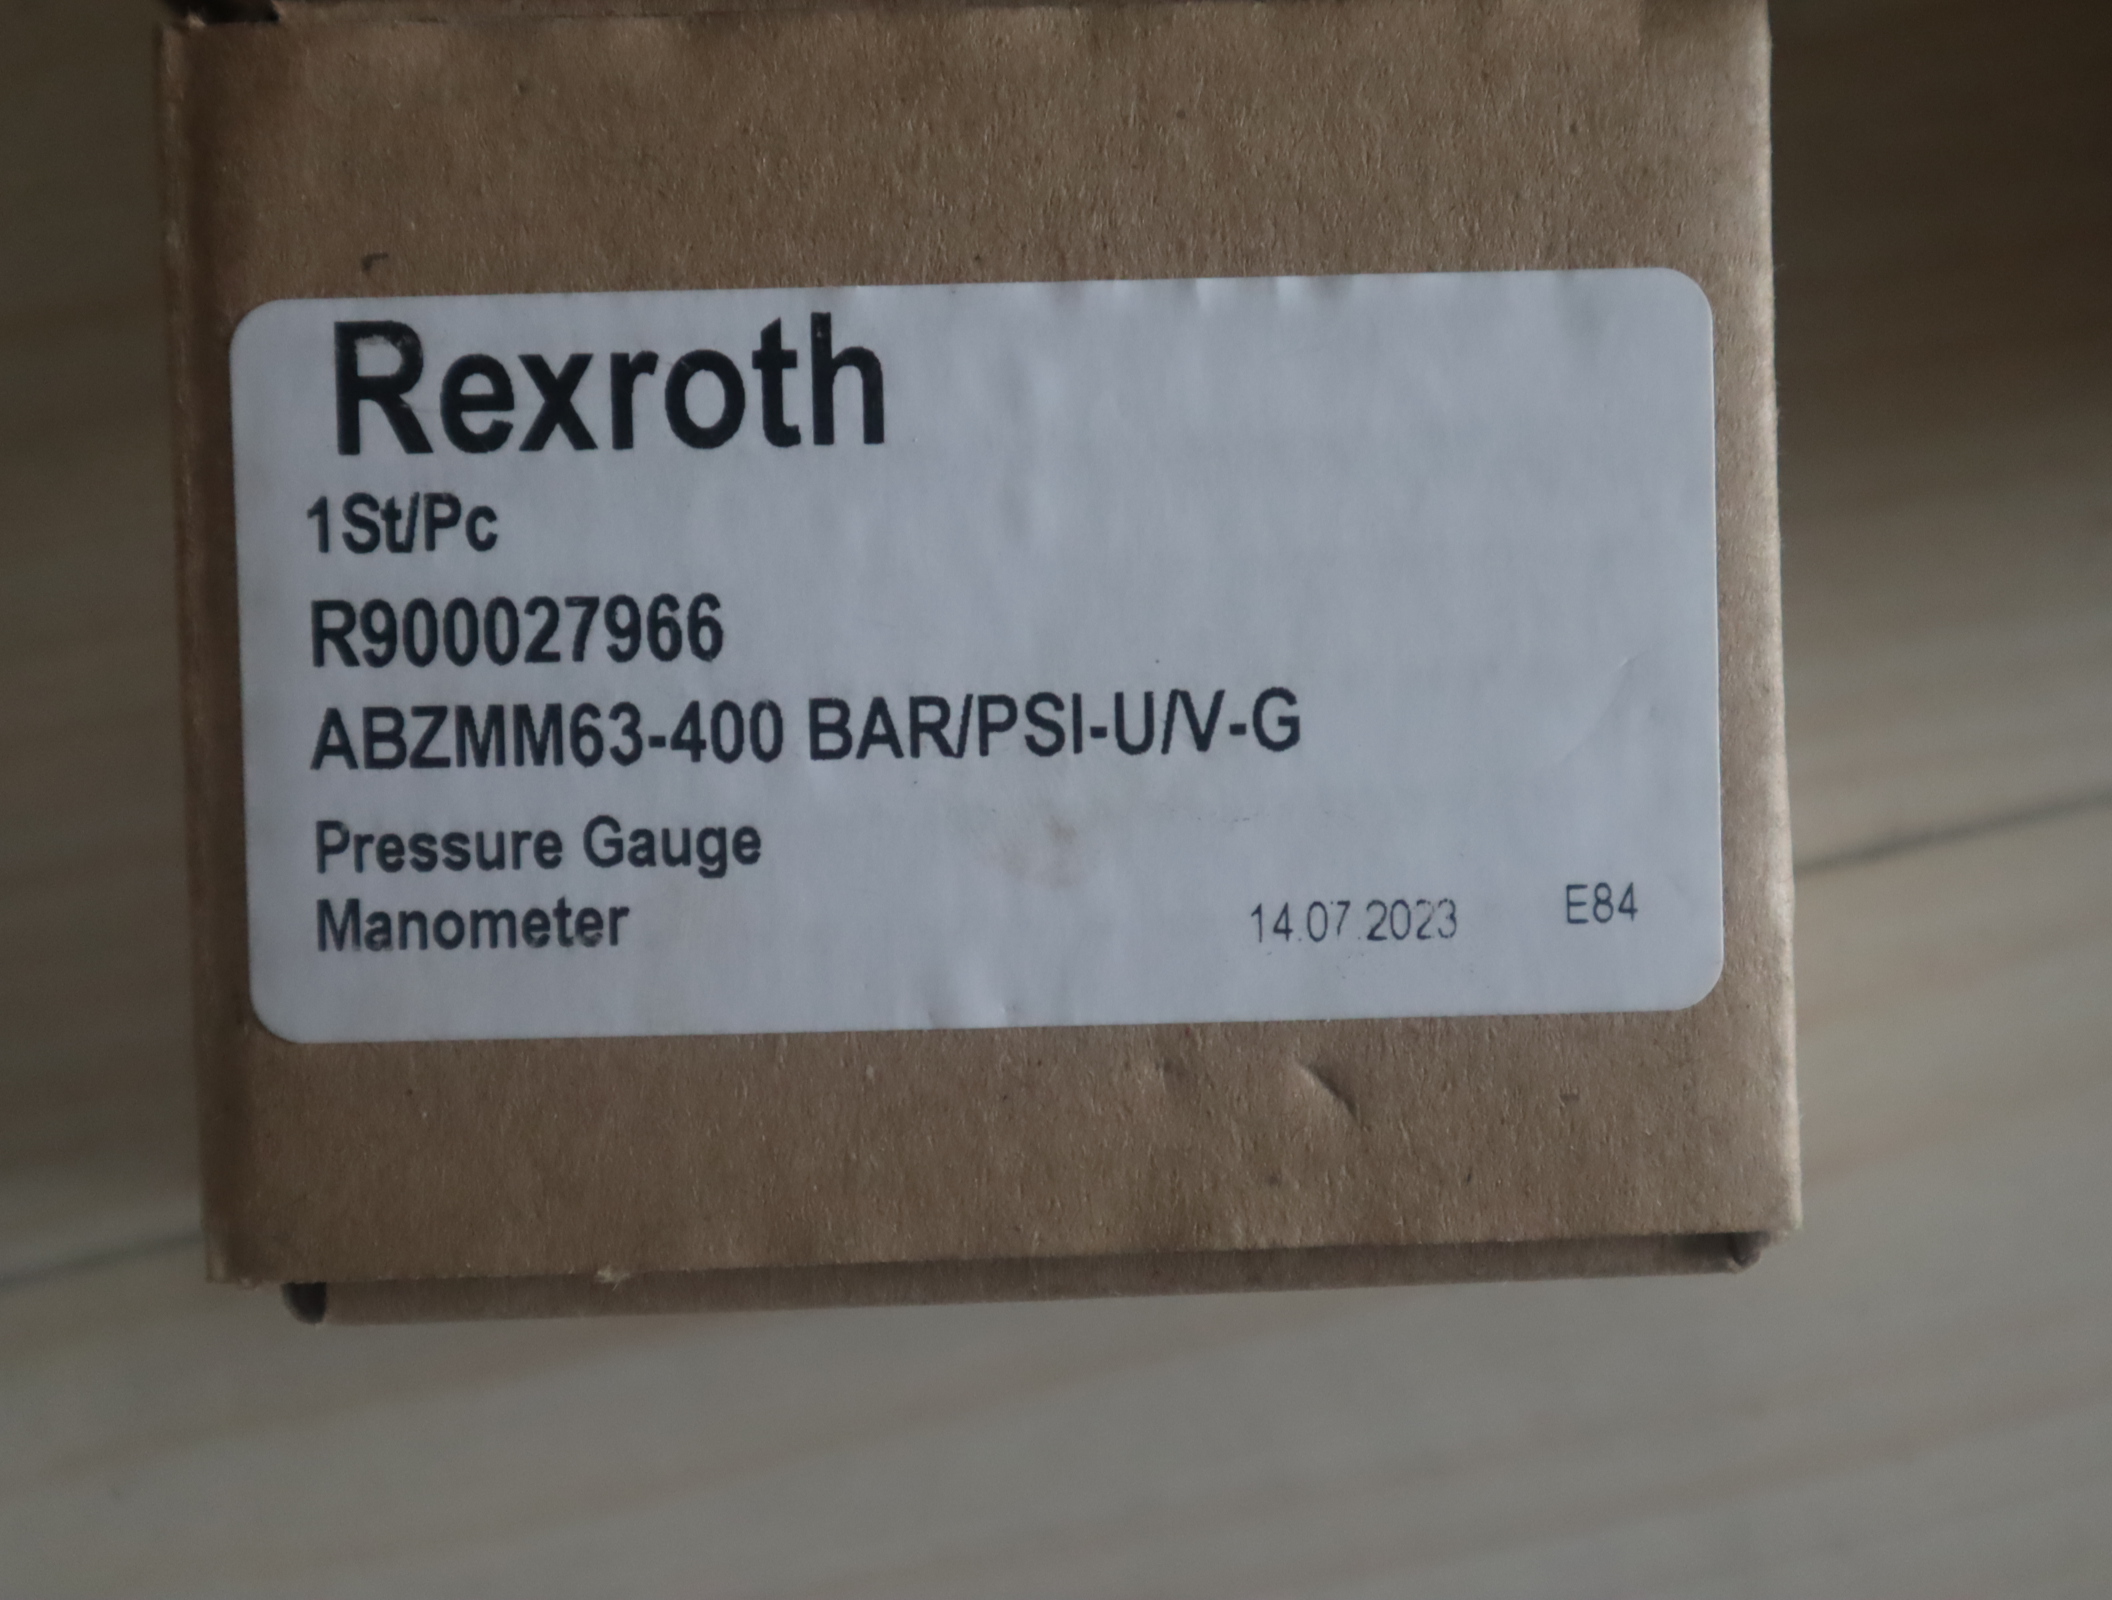 Rexroth
1St/Pc
R900027966
ABZMM63-400 BAR/PSI-U/V-G
Pressure Gauge
Manometer 14.07.2023 E84